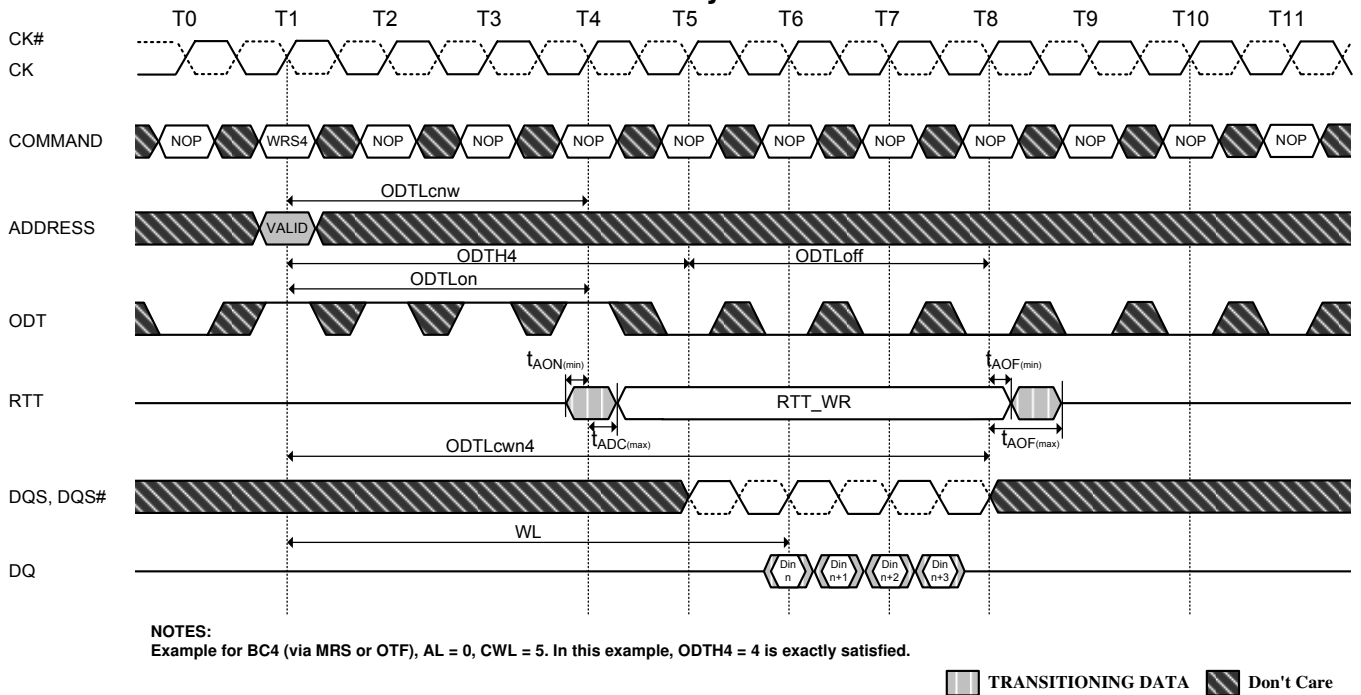 T0 T1 T2 T3 T4 T5 T6 T7 T8 T9 T10 T11
CK#
CK
COMMAND NOP WRS4 NOP NOP NOP NOP NOP NOP NOP NOP NOP NOP
ODTLcnw
ADDRESS VALID
ODTH4 ODTLoff
ODTLon
ODT
tAON(min) tAOF(min)
RTT RTT_WR
tADC(max) tAOF(max)
ODTLcwn4
DQS, DQS#
WL
DQ Din n Din n+1 Din n+2 Din n+3
NOTES:
Example for BC4 (via MRS or OTF), AL = 0, CWL = 5. In this example, ODTH4 = 4 is exactly satisfied.
TRANSITIONING DATA Don't Care